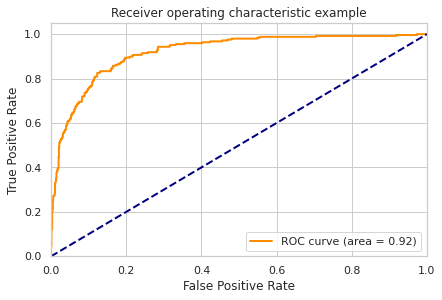 Receiver operating characteristic example
True Positive Rate
1.0
0.8
0.6
0.4
0.2
0.0
ROC curve (area = 0.92)
0.0 0.2 0.4 0.6 0.8 1.0
False Positive Rate